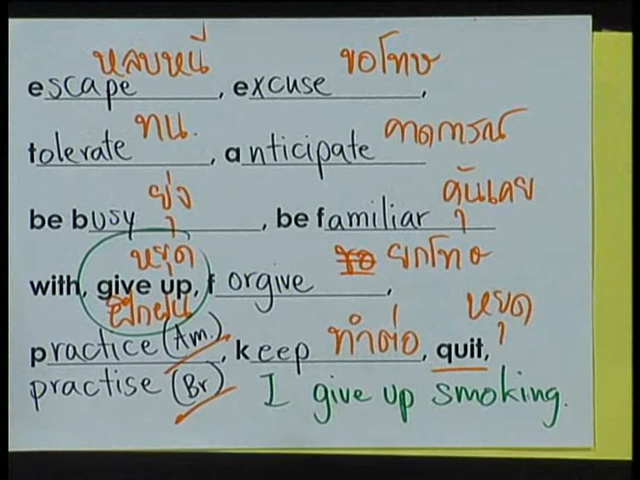 หลบหนี ขอโทษ
escape, excuse,
ทน. คาดการณ์
tolerate, anticipate
ยุ่ง คุ้นเคย
be busy, be familiar
หยุด ยกโทษ
with, give up, forgive,
ฝึกฝน หยุด
practice (Am.), keep ทำต่อ, quit,
practise (Br) I give up smoking.